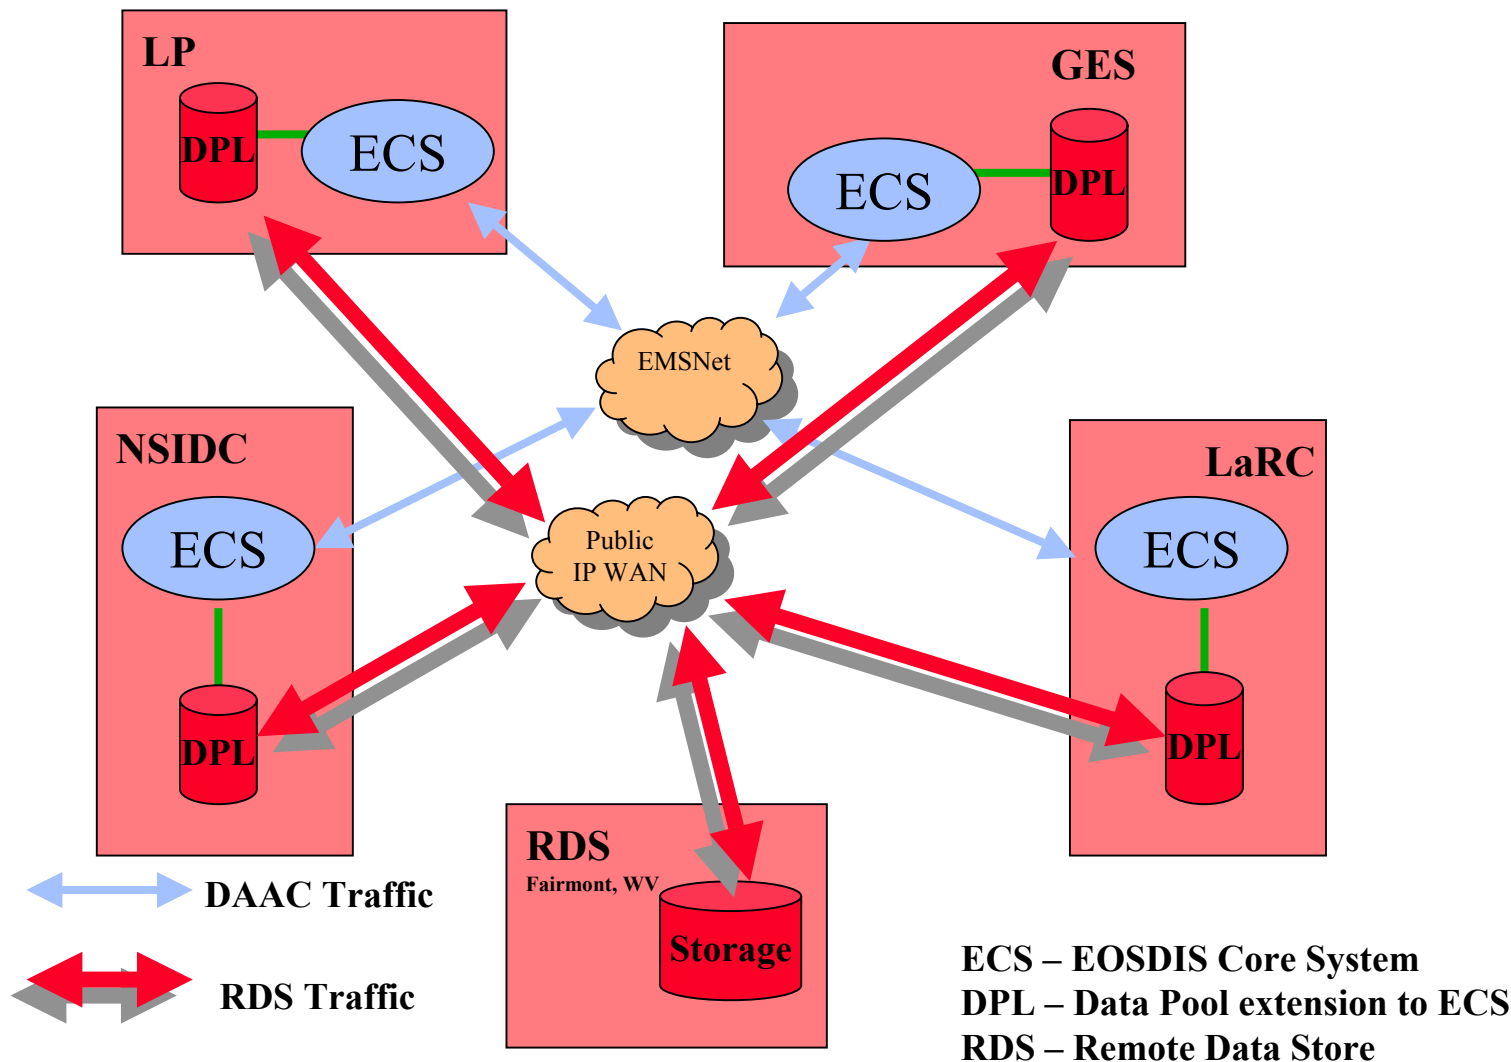 LP
DPL
ECS
GES
ECS
DPL
EMSNet
NSIDC
ECS
DPL
Public
IP WAN
LaRC
ECS
DPL
RDS
Fairmont, WV
Storage
DAAC Traffic
RDS Traffic
ECS – EOSDIS Core System
DPL – Data Pool extension to ECS
RDS – Remote Data Store